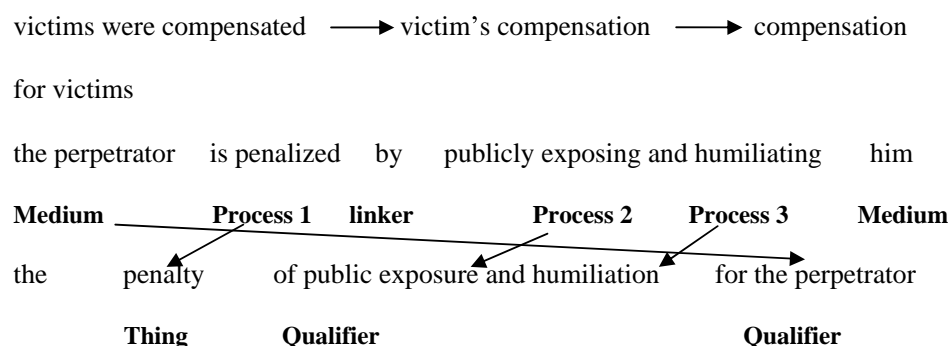 victims were compensated victim’s compensation compensation
for victims
the perpetrator is penalized by publicly exposing and humiliating him
Medium Process 1 linker Process 2 Process 3 Medium
the penalty of public exposure and humiliation for the perpetrator
Thing Qualifier Qualifier